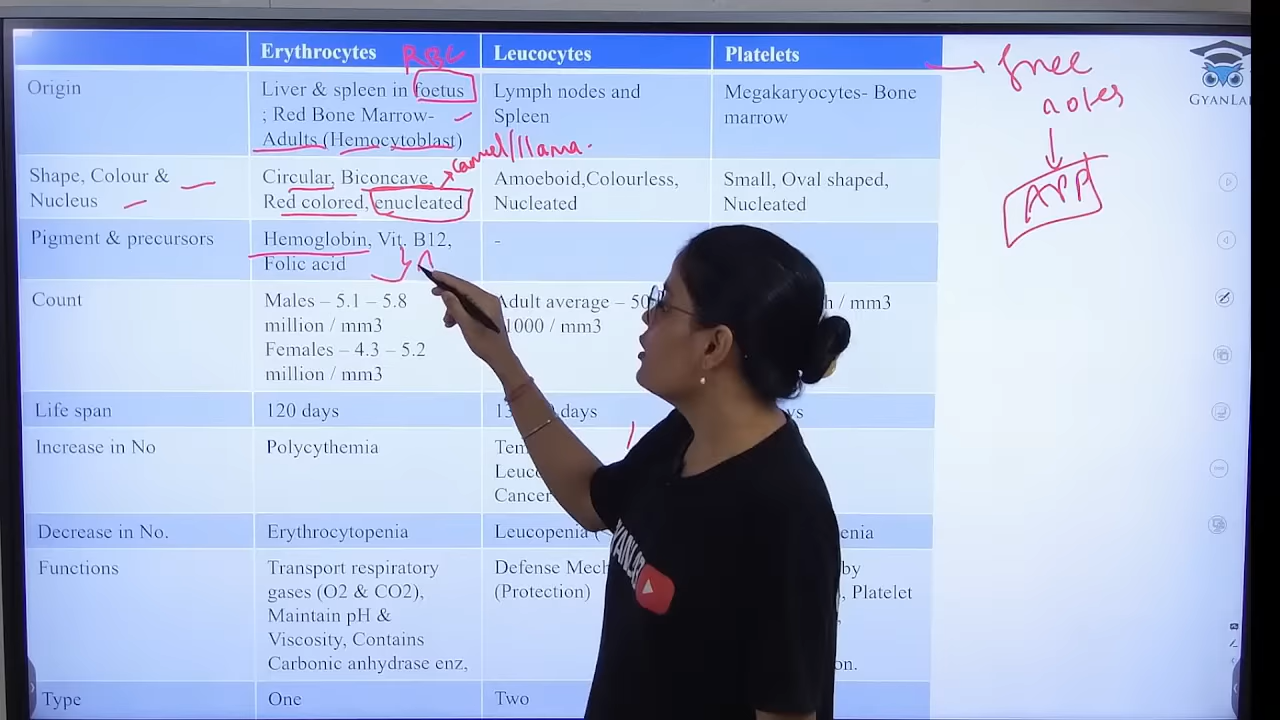 Erythrocytes
RBC
Leucocytes
Platelets
Origin
Liver & spleen in foetus
; Red Bone Marrow-
Adults (Hemocytoblast)
Lymph nodes and
Spleen
Megakaryocytes- Bone
marrow
camel/llama.
Shape, Colour &
Nucleus
Circular, Biconcave,
Red colored, enucleated
Amoeboid,Colourless,
Nucleated
Small, Oval shaped,
Nucleated
Pigment & precursors
Hemoglobin, Vit. B12,
Folic acid
-
Count
Males – 5.1 – 5.8
million / mm3
Females – 4.3 – 5.2
million / mm3
Adult average – 50
1000 / mm3
/ mm3
Life span
120 days
days
Increase in No
Polycythemia
Cancer
Decrease in No.
Erythrocytopenia
Leucopenia
Functions
Transport respiratory
gases (O2 & CO2),
Maintain pH &
Viscosity, Contains
Carbonic anhydrase enz,
Defense Mech
(Protection)
by
, Platelet
Type
One
Two
free
notes
APP
GYANLA